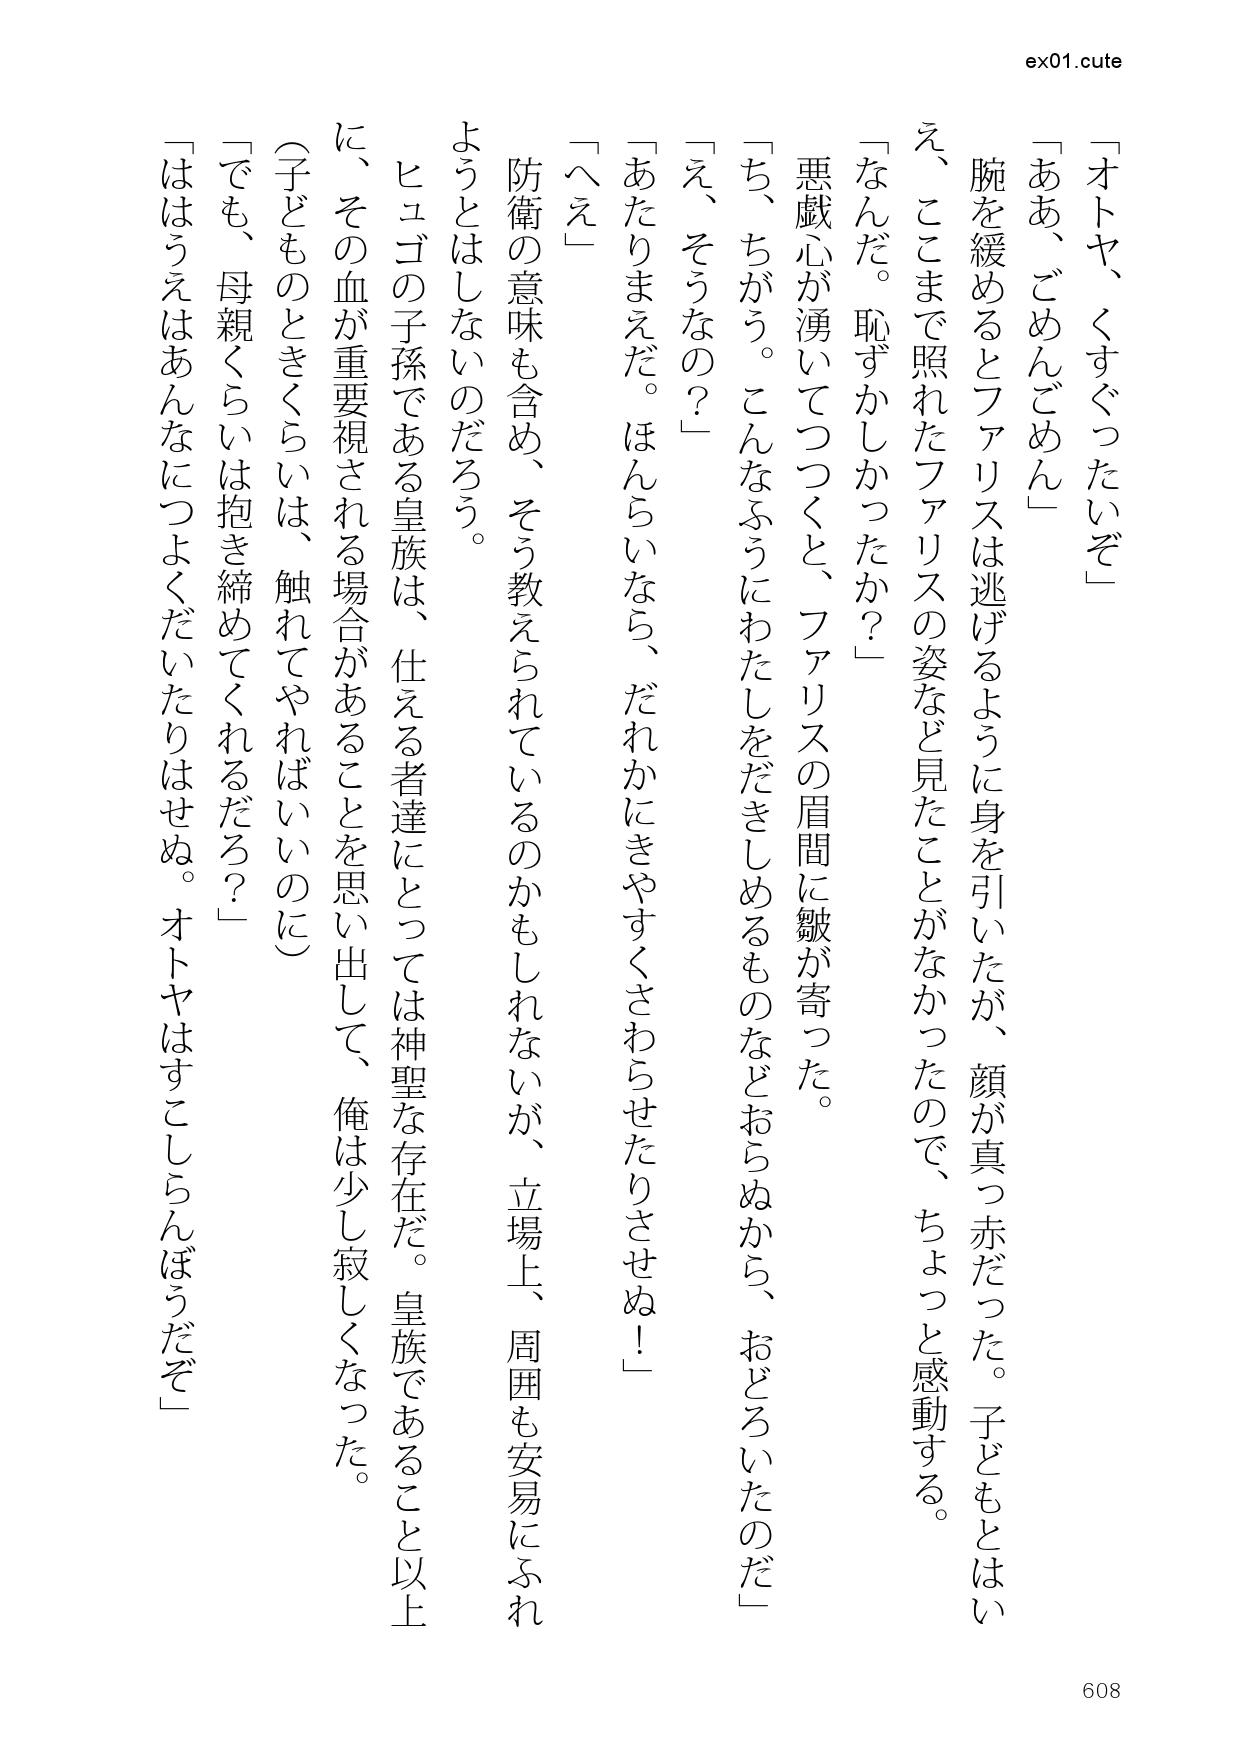 ex01.cute
「オトヤ、くすぐったいぞ」
「ああ、ごめんごめん」
　腕を緩めるとファリスは逃げるように身を引いたが、顔が真っ赤だった。子どもとはい
え、ここまで照れたファリスの姿など見たことがなかったので、ちょっと感動する。
「なんだ。恥ずかしかったか？」
　悪戯心が湧いてつつくと、ファリスの眉間に皺が寄った。
「ち、ちがう。こんなふうにわたしをだきしめるものなどおらぬから、おどろいたのだ」
「え、そうなの？」
「あたりまえだ。ほんらいなら、だれかにきやすくさわらせたりさせぬ！」
「へえ」
　防衛の意味も含め、そう教えられているのかもしれないが、立場上、周囲も安易にふれ
ようとはしないのだろう。
　ヒュゴの子孫である皇族は、仕える者達にとっては神聖な存在だ。皇族であること以上
に、その血が重要視される場合があることを思い出して、俺は少し寂しくなった。
（子どものときくらいは、触れてやればいいのに）
「でも、母親くらいは抱き締めてくれるだろ？」
「ははうえはあんなにつよくだいたりはせぬ。オトヤはすこしらんぼうだぞ」
608